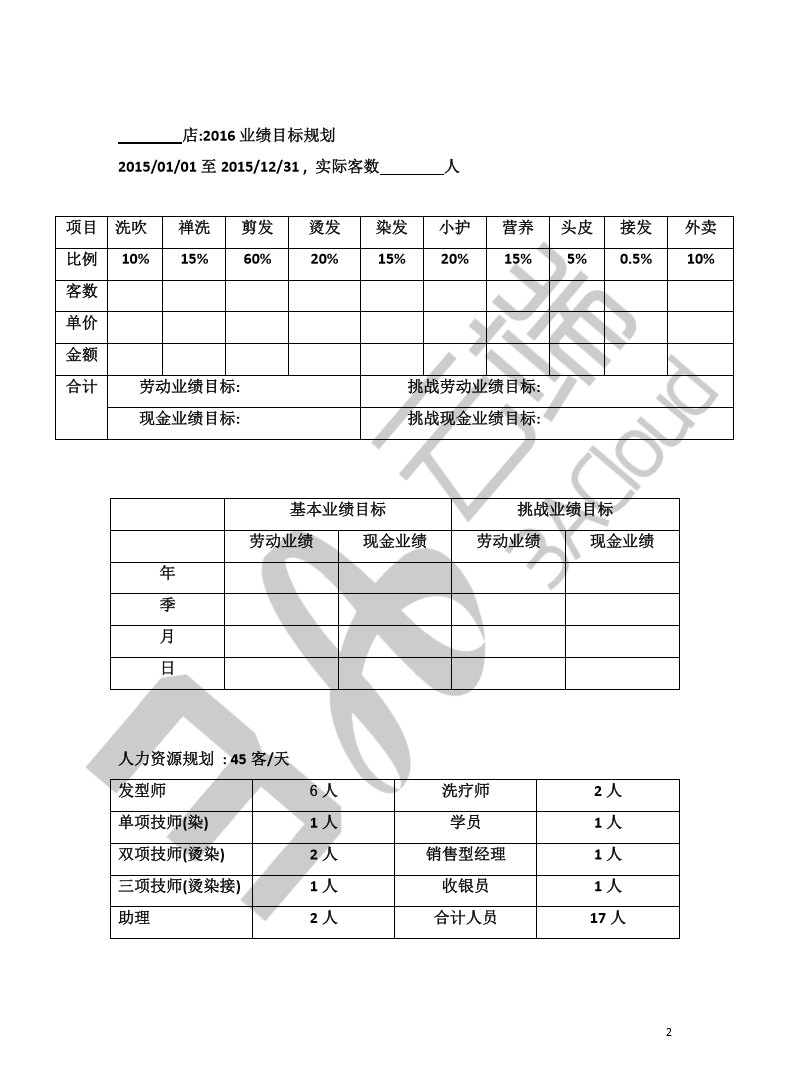 ________店:2016 业绩目标规划
2015/01/01 至 2015/12/31 , 实际客数________人
项目 洗吹 禅洗 剪发 烫发 染发 小护 营养 头皮 接发 外卖
比例 10% 15% 60% 20% 15% 20% 15% 5% 0.5% 10%
客数
单价
金额
合计 劳动业绩目标: 挑战劳动业绩目标:
现金业绩目标: 挑战现金业绩目标:
基本业绩目标 挑战业绩目标
劳动业绩 现金业绩 劳动业绩 现金业绩
年
季
月
日
人力资源规划 : 45 客/天
发型师 6 人 洗疗师 2 人
单项技师(染) 1 人 学员 1 人
双项技师(烫染) 2 人 销售型经理 1 人
三项技师(烫染接) 1 人 收银员 1 人
助理 2 人 合计人员 17 人
云端
3ACloud
2